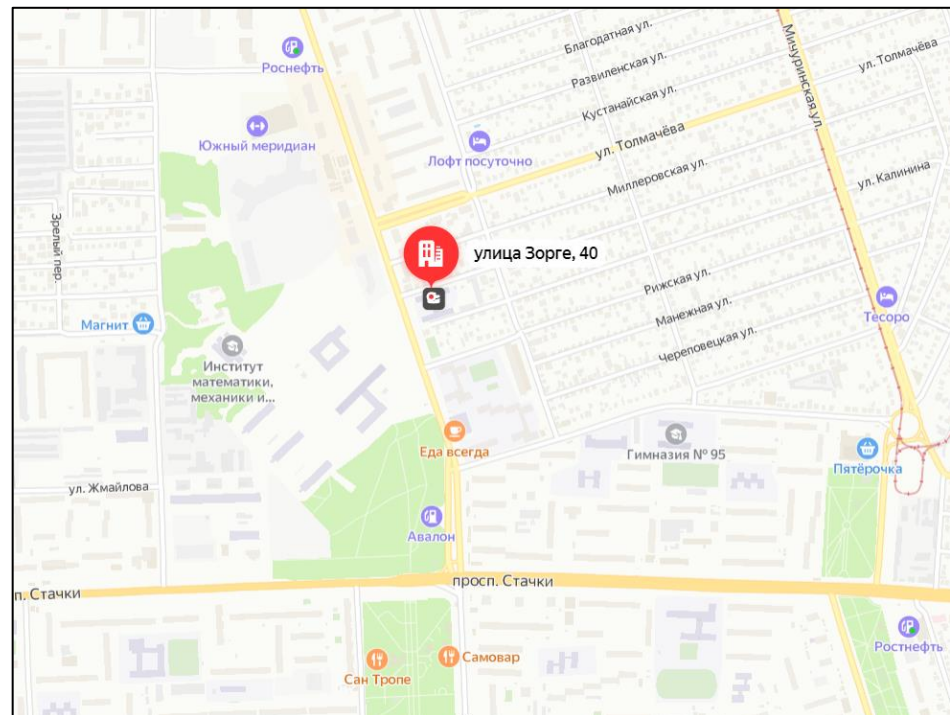 Благодатная ул.
Мичуринская ул.
Роснефть
Развиленская ул.
ул. Толмачёва
Кустанайская ул.
Южный меридиан
ул. Толмачёва
Лофт посуточно
Миллеровская ул.
ул. Калинина
Зрелый пер.
улица Зорге, 40
Рижская ул.
Манежная ул.
Тесоро
Магнит
Череповецкая ул.
Институт
математики,
механики и...
Еда всегда
Гимназия № 95
Пятёрочка
ул. Жмайлова
Авалон
просп. Стачки
п. Стачки
Ростнефть
Самовар
Сан Тропе